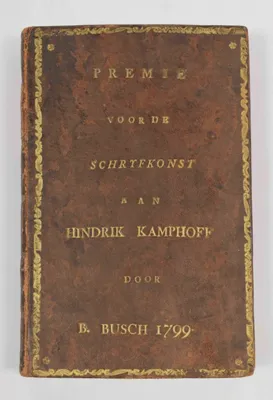 PREMIE
VOOR DE
SCHRYFKONST
AAN
HINDRIK KAMPHOFF
DOOR
B. BUSCH 1799.